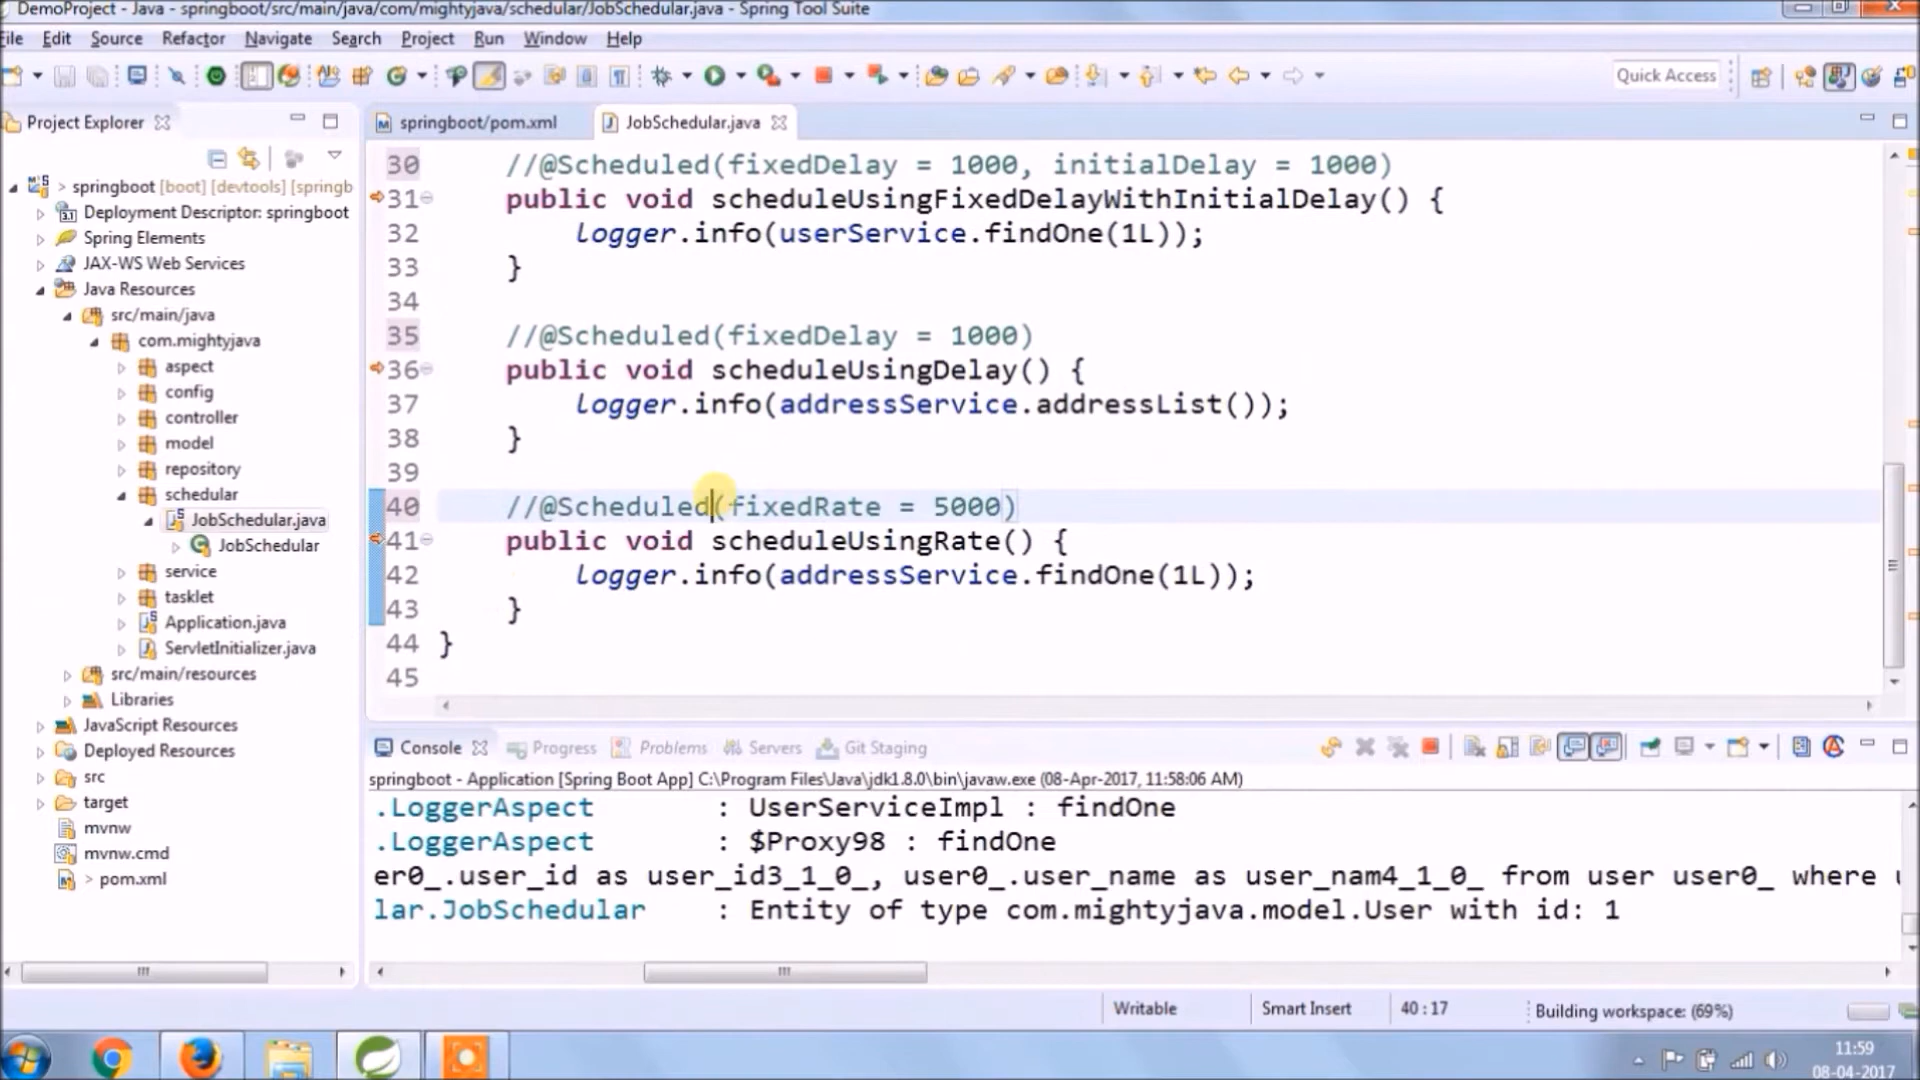 DemoProject - Java - springboot/src/main/java/com/mightyjava/schedular/JobSchedular.java - Spring Tool Suite
File Edit Source Refactor Navigate Search Project Run Window Help
Quick Access
Project Explorer
springboot/pom.xml
JobSchedular.java
> springboot [boot] [devtools] [springb
Deployment Descriptor: springboot
Spring Elements
JAX-WS Web Services
Java Resources
src/main/java
com.mightyjava
aspect
config
controller
model
repository
schedular
JobSchedular.java
JobSchedular
service
tasklet
Application.java
ServletInitializer.java
src/main/resources
Libraries
JavaScript Resources
Deployed Resources
src
target
mvnw
mvnw.cmd
> pom.xml
30 //@Scheduled(fixedDelay = 1000, initialDelay = 1000)
31 public void scheduleUsingFixedDelayWithInitialDelay() {
32 Logger.info(userService.findOne(1L));
33 }
34
35 //@Scheduled(fixedDelay = 1000)
36 public void scheduleUsingDelay() {
37 Logger.info(addressService.addressList());
38 }
39
40 //@Scheduled(fixedRate = 5000)
41 public void scheduleUsingRate() {
42 Logger.info(addressService.findOne(1L));
43 }
44 }
45
Console Progress Problems Servers Git Staging
springboot - Application [Spring Boot App] C:\Program Files\Java\jdk1.8.0\bin\javaw.exe (08-Apr-2017, 11:58:06 AM)
.LoggerAspect : UserServiceImpl : findOne
.LoggerAspect : $Proxy98 : findOne
er0_.user_id as user_id3_1_0_, user0_.user_name as user_nam4_1_0_ from user user0_ where
lar.JobSchedular : Entity of type com.mightyjava.model.User with id: 1
Writable Smart Insert 40 : 17 Building workspace: (69%)
11:59
08-04-2017